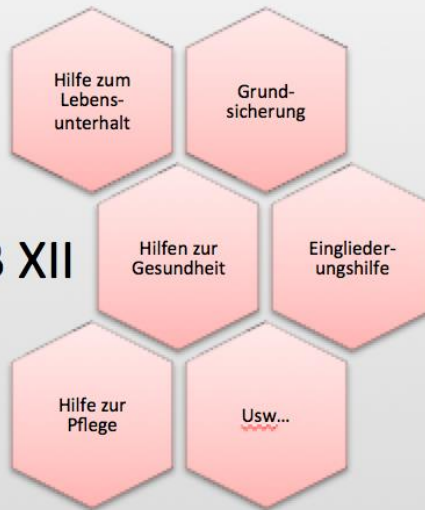 Hilfe zum
Lebens-
unterhalt
Grund-
sicherung
XII
Hilfen zur
Gesundheit
Einglieder-
ungshilfe
Hilfe zur
Pflege
Usw...